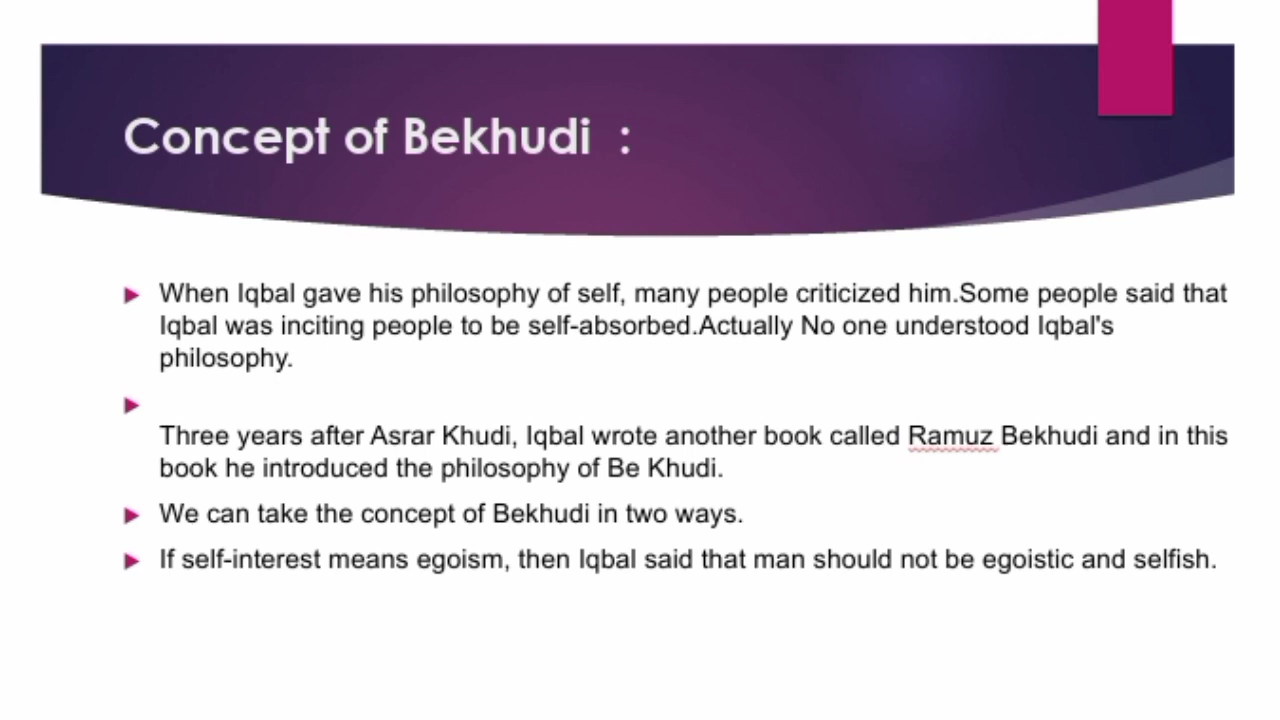 Concept of Bekhudi :
When Iqbal gave his philosophy of self, many people criticized him.Some people said that
Iqbal was inciting people to be self-absorbed.Actually No one understood Iqbal's
philosophy.
Three years after Asrar Khudi, Iqbal wrote another book called Ramuz Bekhudi and in this
book he introduced the philosophy of Be Khudi.
We can take the concept of Bekhudi in two ways.
If self-interest means egoism, then Iqbal said that man should not be egoistic and selfish.